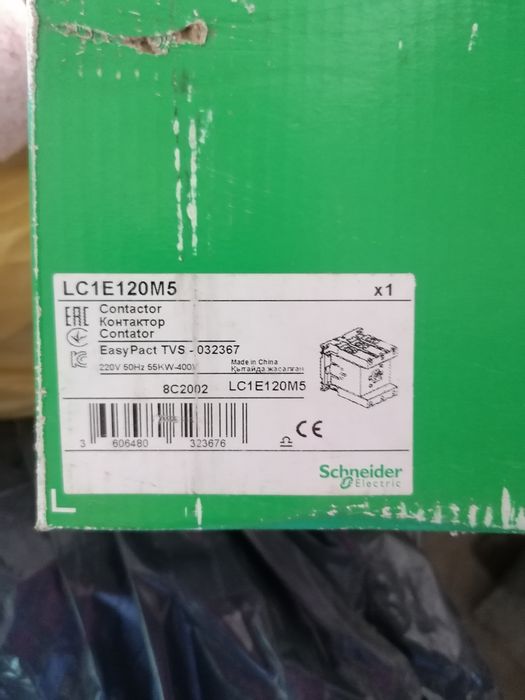 LC1E120M5 x1
EAC Contactor
Контактор
Contator
EasyPact TVS - 032367
220V 50Hz 55KW-400V
Made in China
Қытайда жасалған
8C2002 LC1E120M5
3 606480 323676
CE
Schneider
Electric